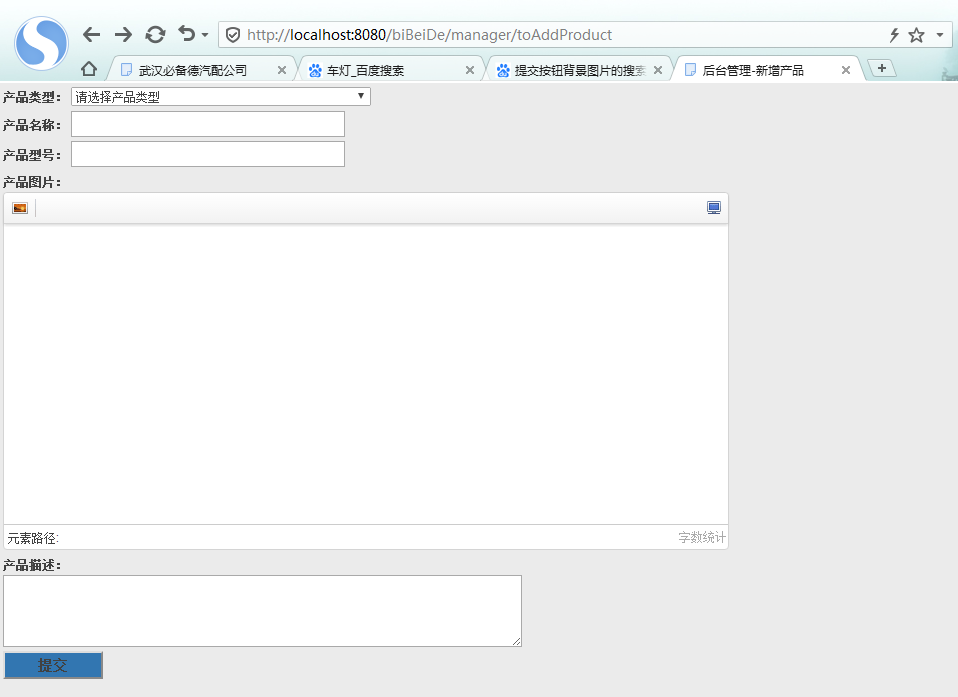 http://localhost:8080/biBeiDe/manager/toAddProduct
武汉必备德汽配公司
车灯_百度搜索
提交按钮背景图片的搜索
后台管理-新增产品
产品类型： 请选择产品类型
产品名称：
产品型号：
产品图片：
元素路径: 字数统计
产品描述：
提交